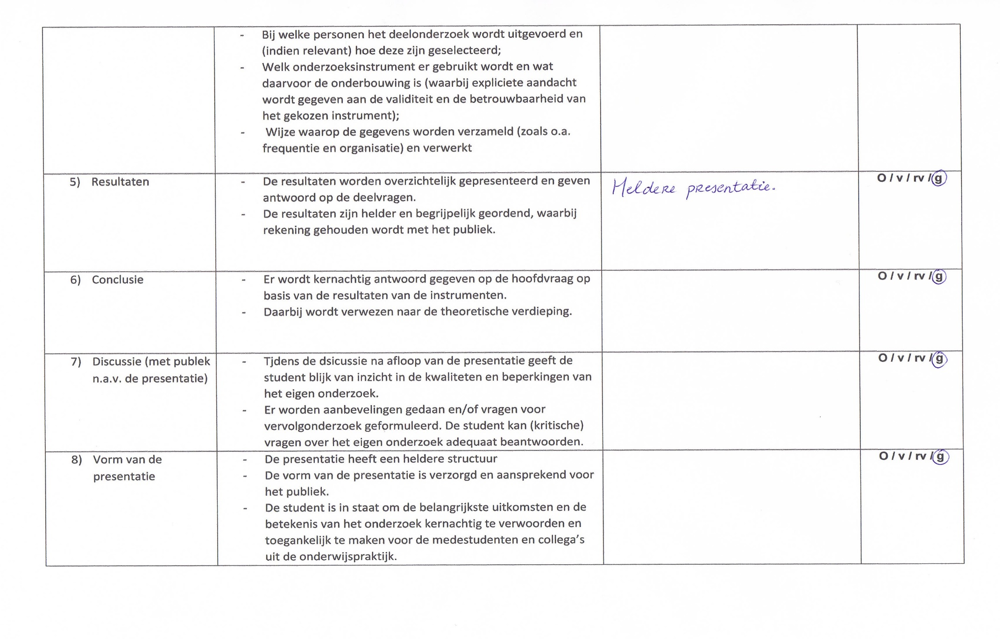 - Bij welke personen het deelonderzoek wordt uitgevoerd en
(indien relevant) hoe deze zijn geselecteerd;
- Welk onderzoeksinstrument er gebruikt wordt en wat
daarvoor de onderbouwing is (waarbij expliciete aandacht
wordt gegeven aan de validiteit en de betrouwbaarheid van
het gekozen instrument);
- Wijze waarop de gegevens worden verzameld (zoals o.a.
frequentie en organisatie) en verwerkt
5) Resultaten
- De resultaten worden overzichtelijk gepresenteerd en geven
antwoord op de deelvragen.
- De resultaten zijn helder en begrijpelijk geordend, waarbij
rekening gehouden wordt met het publiek.
Heldere presentatie.
O / v / rv / g
6) Conclusie
- Er wordt kernachtig antwoord gegeven op de hoofdvraag op
basis van de resultaten van de instrumenten.
- Daarbij wordt verwezen naar de theoretische verdieping.
O / v / rv / g
7) Discussie (met publek
n.a.v. de presentatie)
- Tjdens de dsicussie na afloop van de presentatie geeft de
student blijk van inzicht in de kwaliteten en beperkingen van
het eigen onderzoek.
- Er worden aanbevelingen gedaan en/of vragen voor
vervolgonderzoek geformuleerd. De student kan (kritische)
vragen over het eigen onderzoek adequaat beantwoorden.
O / v / rv / g
8) Vorm van de
presentatie
- De presentatie heeft een heldere structuur
- De vorm van de presentatie is verzorgd en aansprekend voor
het publiek.
- De student is in staat om de belangrijkste uitkomsten en de
betekenis van het onderzoek kernachtig te verwoorden en
toegankelijk te maken voor de medestudenten en collega's
uit de onderwijspraktijk.
O / v / rv / g